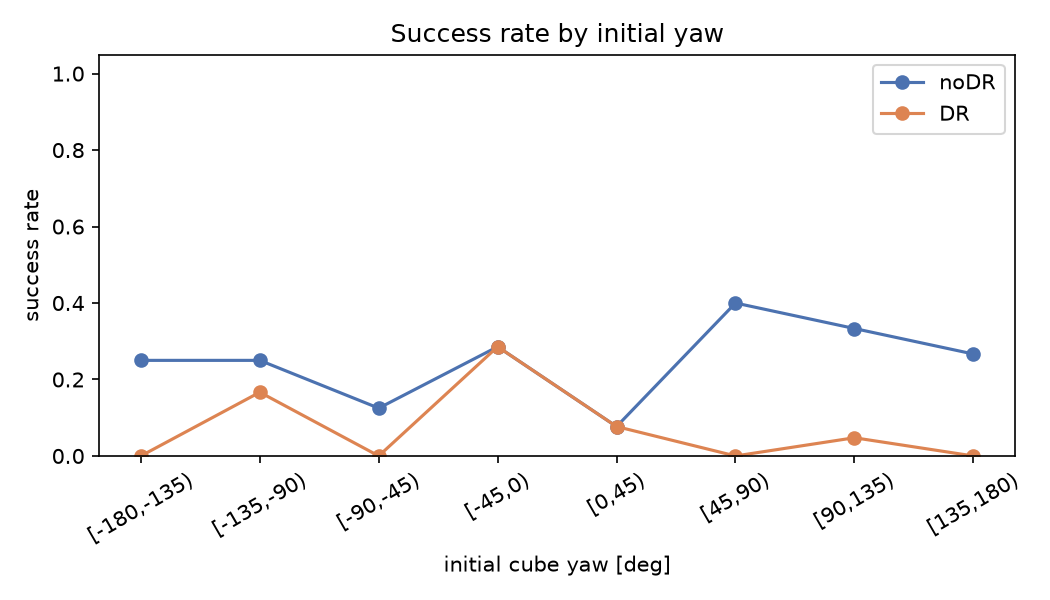 Success rate by initial yaw
noDR
DR
success rate
1.0
0.8
0.6
0.4
0.2
0.0
[-180,-135)
[-135,-90)
[-90,-45)
[-45,0)
[0,45)
[45,90)
[90,135)
[135,180)
initial cube yaw [deg]